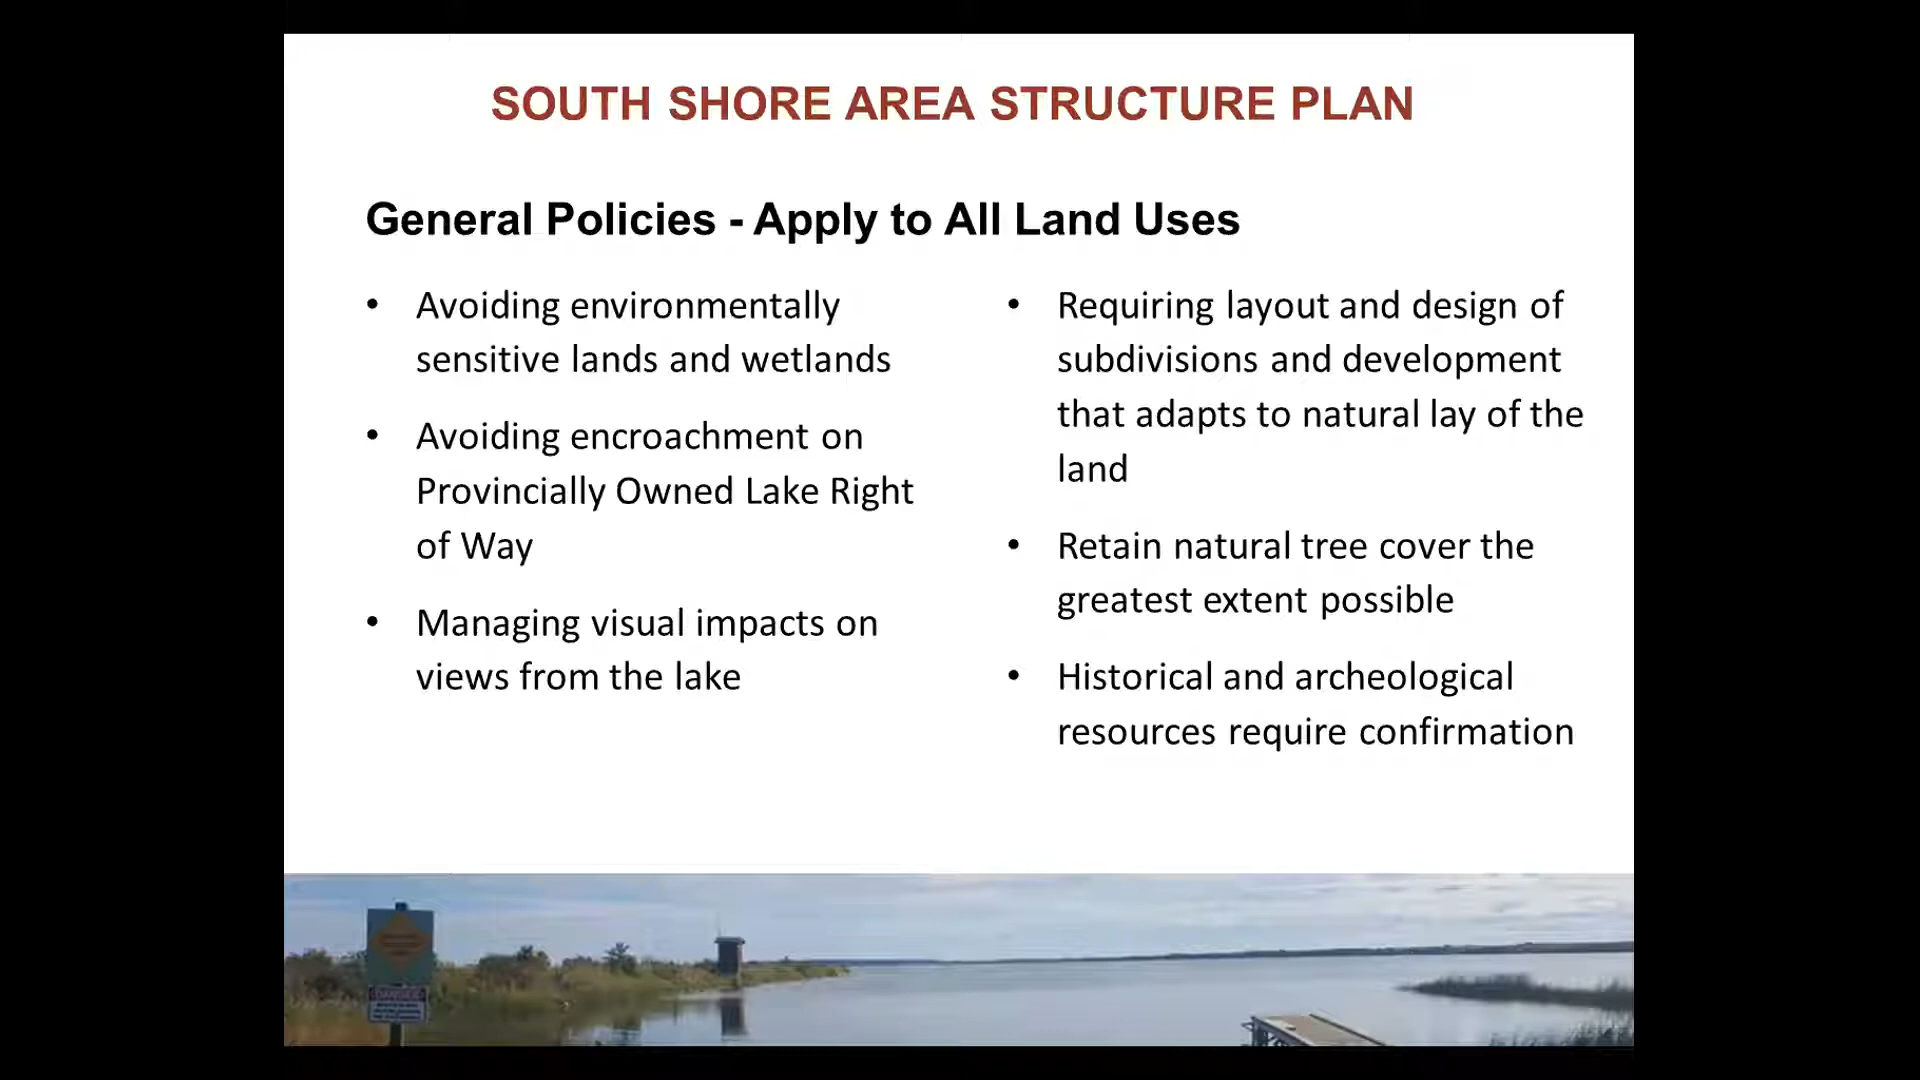 SOUTH SHORE AREA STRUCTURE PLAN
General Policies - Apply to All Land Uses
• Avoiding environmentally
sensitive lands and wetlands
• Avoiding encroachment on
Provincially Owned Lake Right
of Way
• Managing visual impacts on
views from the lake
• Requiring layout and design of
subdivisions and development
that adapts to natural lay of the
land
• Retain natural tree cover the
greatest extent possible
• Historical and archeological
resources require confirmation